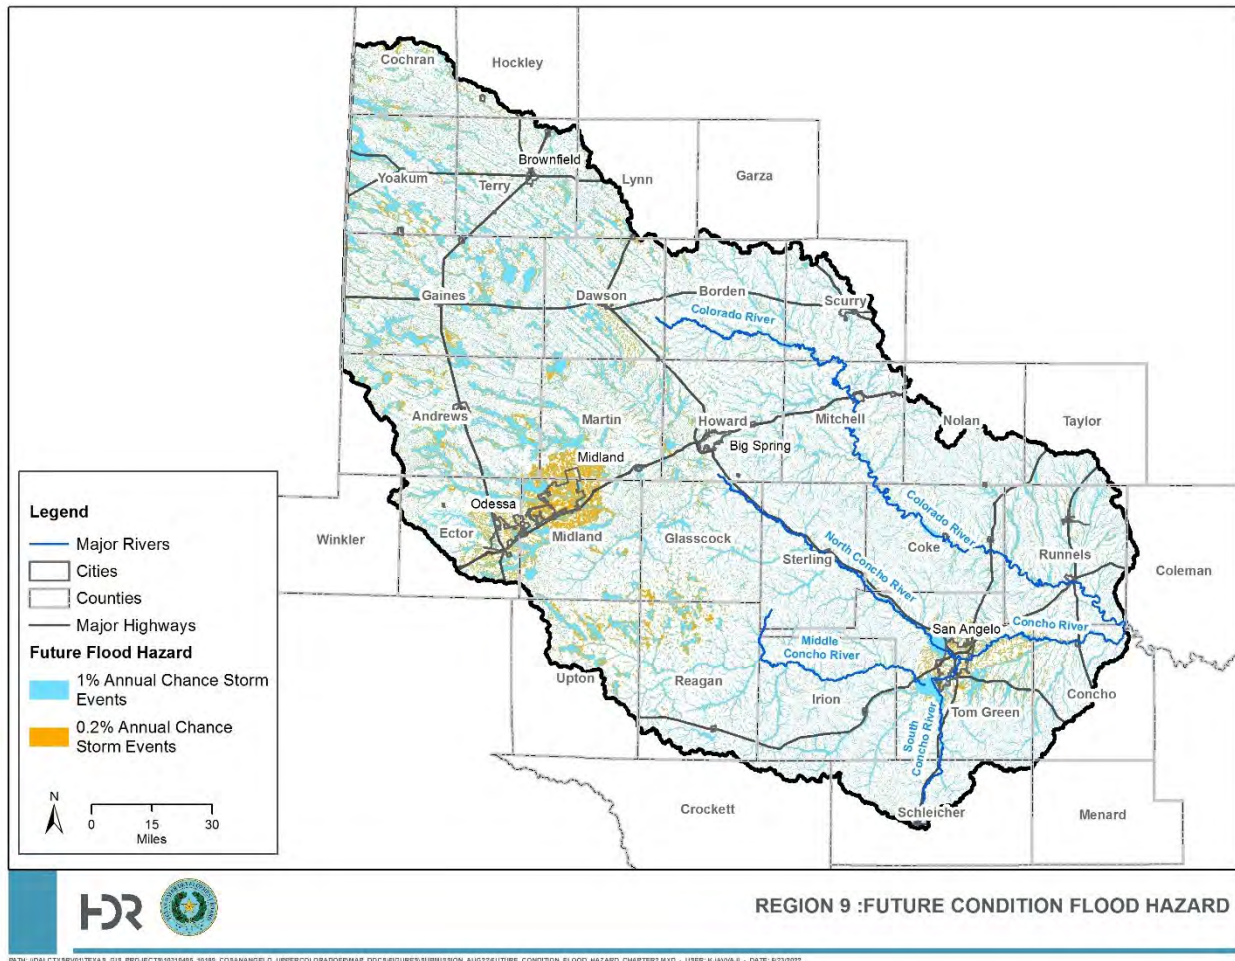 Cochran
Hockley
Brownfield
Yoakum
Terry
Lynn
Garza
Gaines
Dawson
Borden
Scurry
Colorado River
Andrews
Martin
Howard
Mitchell
Nolan
Taylor
Big Spring
Midland
Odessa
Winkler
Ector
Midland
Glasscock
Sterling
North Concho River
Colorado River
Coke
Runnels
Coleman
San Angelo
Concho River
Middle
Concho River
Upton
Reagan
Irion
Tom Green
Concho
South
Concho River
Crockett
Schleicher
Menard
Legend
Major Rivers
Cities
Counties
Major Highways
Future Flood Hazard
1% Annual Chance Storm
Events
0.2% Annual Chance
Storm Events
N
0 15 30
Miles
HDR
REGION 9 :FUTURE CONDITION FLOOD HAZARD